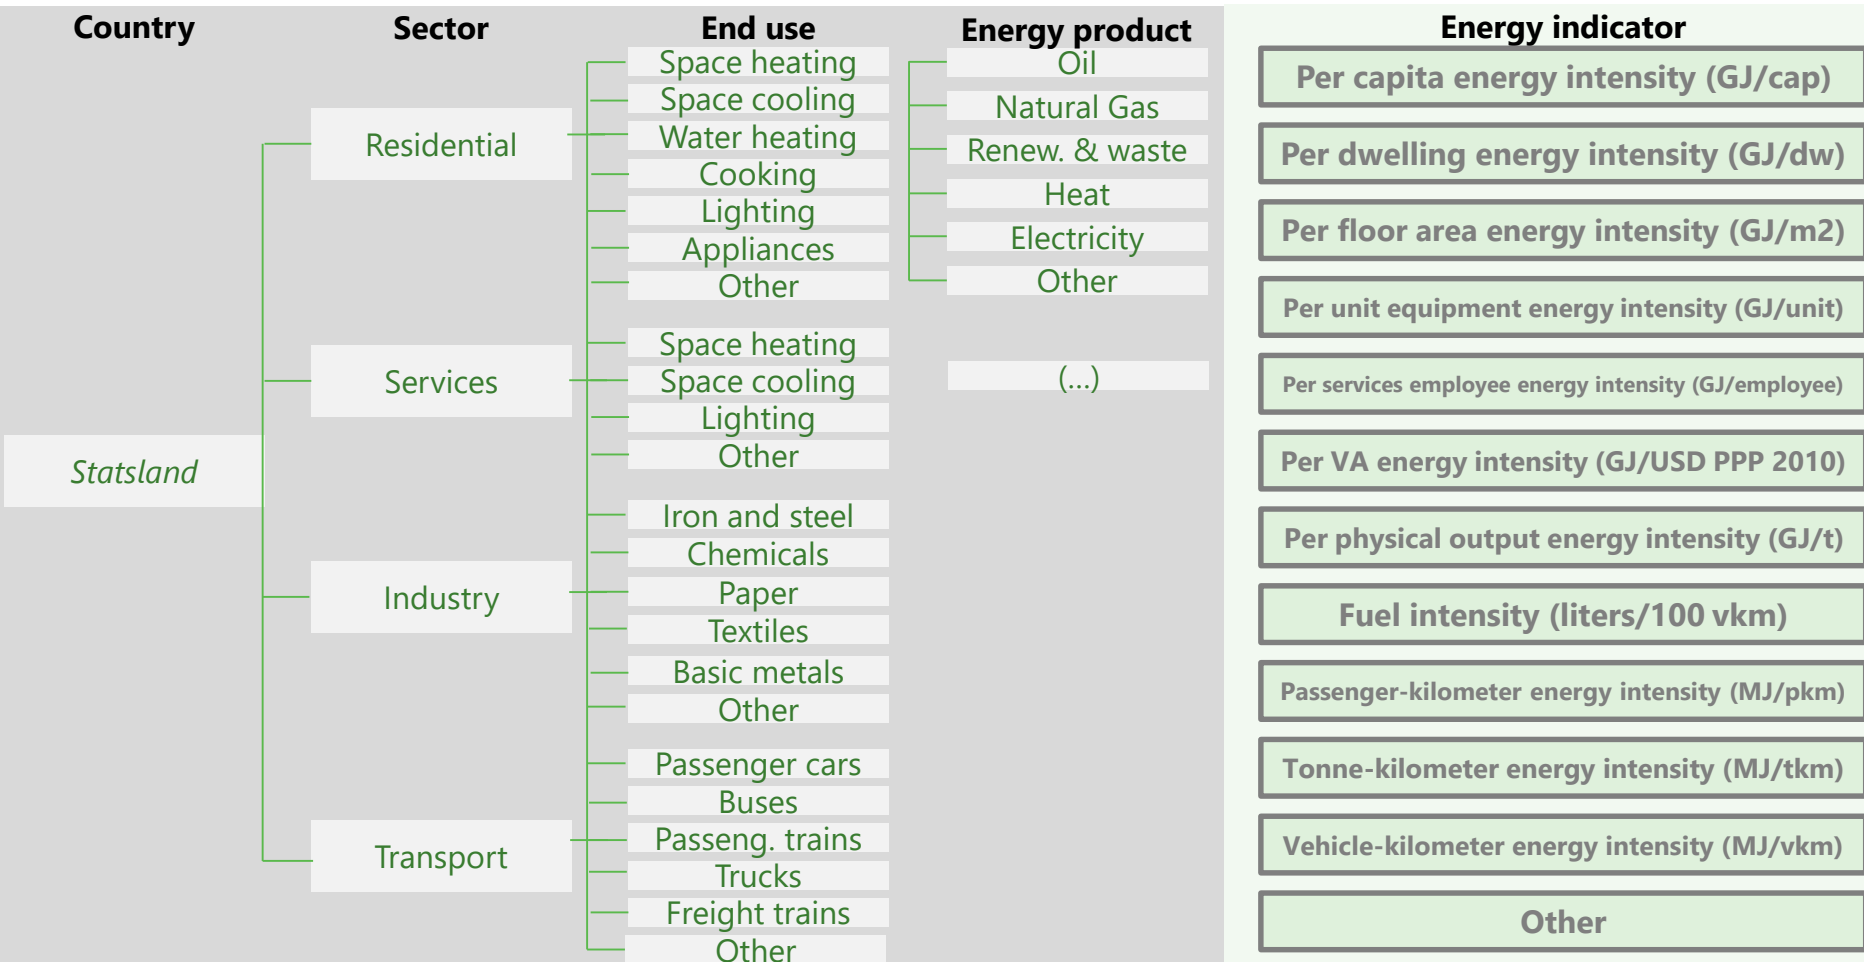 Country
Sector
End use
Energy product
Energy indicator
Statsland
Residential
Services
Industry
Transport
Space heating
Space cooling
Water heating
Cooking
Lighting
Appliances
Other
Space heating
Space cooling
Lighting
Other
Iron and steel
Chemicals
Paper
Textiles
Basic metals
Other
Passenger cars
Buses
Passeng. trains
Trucks
Freight trains
Other
Oil
Natural Gas
Renew. & waste
Heat
Electricity
Other
(...)
Per capita energy intensity (GJ/cap)
Per dwelling energy intensity (GJ/dw)
Per floor area energy intensity (GJ/m2)
Per unit equipment energy intensity (GJ/unit)
Per services employee energy intensity (GJ/employee)
Per VA energy intensity (GJ/USD PPP 2010)
Per physical output energy intensity (GJ/t)
Fuel intensity (liters/100 vkm)
Passenger-kilometer energy intensity (MJ/pkm)
Tonne-kilometer energy intensity (MJ/tkm)
Vehicle-kilometer energy intensity (MJ/vkm)
Other